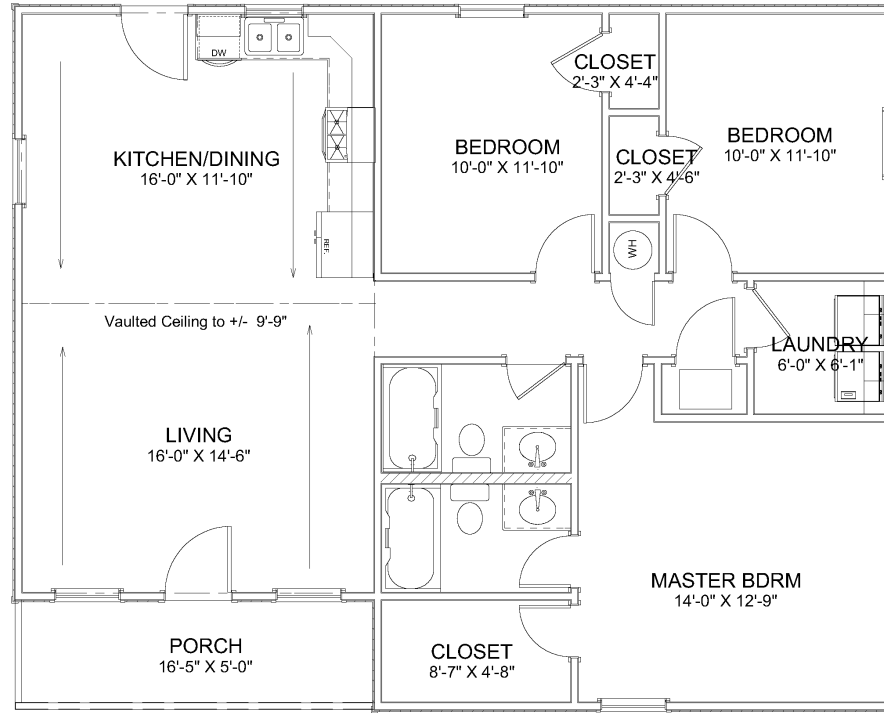 DW
CLOSET
2'-3" X 4'-4"
KITCHEN/DINING
16'-0" X 11'-10"
BEDROOM
10'-0" X 11'-10"
CLOSET
2'-3" X 4'-6"
BEDROOM
10'-0" X 11'-10"
REF.
WH
Vaulted Ceiling to +/- 9'-9"
LAUNDRY
6'-0" X 6'-1"
LIVING
16'-0" X 14'-6"
MASTER BDRM
14'-0" X 12'-9"
PORCH
16'-5" X 5'-0"
CLOSET
8'-7" X 4'-8"